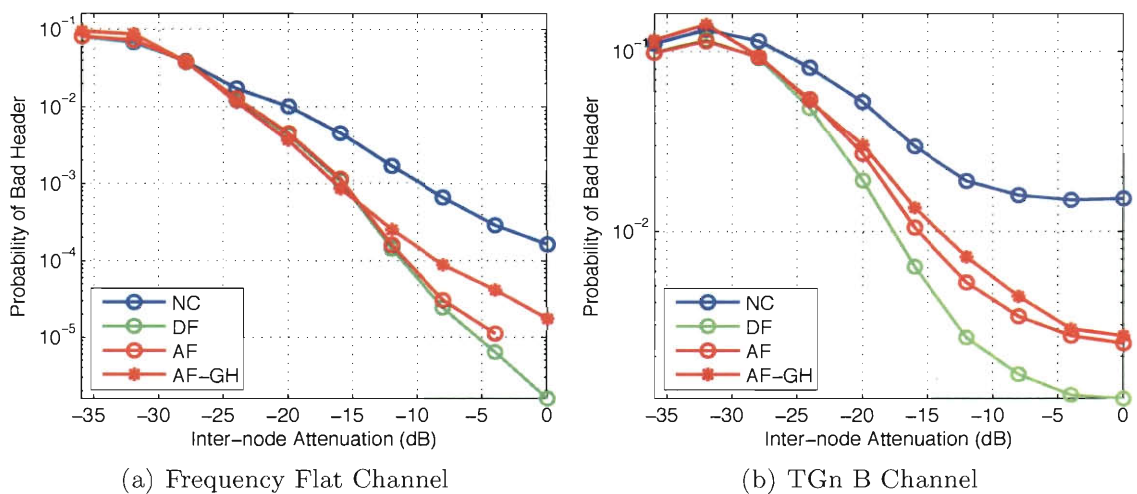 10⁻¹
10⁻²
10⁻³
10⁻⁴
10⁻⁵
Probability of Bad Header
NC
DF
AF
AF−GH
−35 −30 −25 −20 −15 −10 −5 0
Inter−node Attenuation (dB)
(a) Frequency Flat Channel
10⁻¹
10⁻²
Probability of Bad Header
NC
DF
AF
AF−GH
−35 −30 −25 −20 −15 −10 −5 0
Inter−node Attenuation (dB)
(b) TGn B Channel